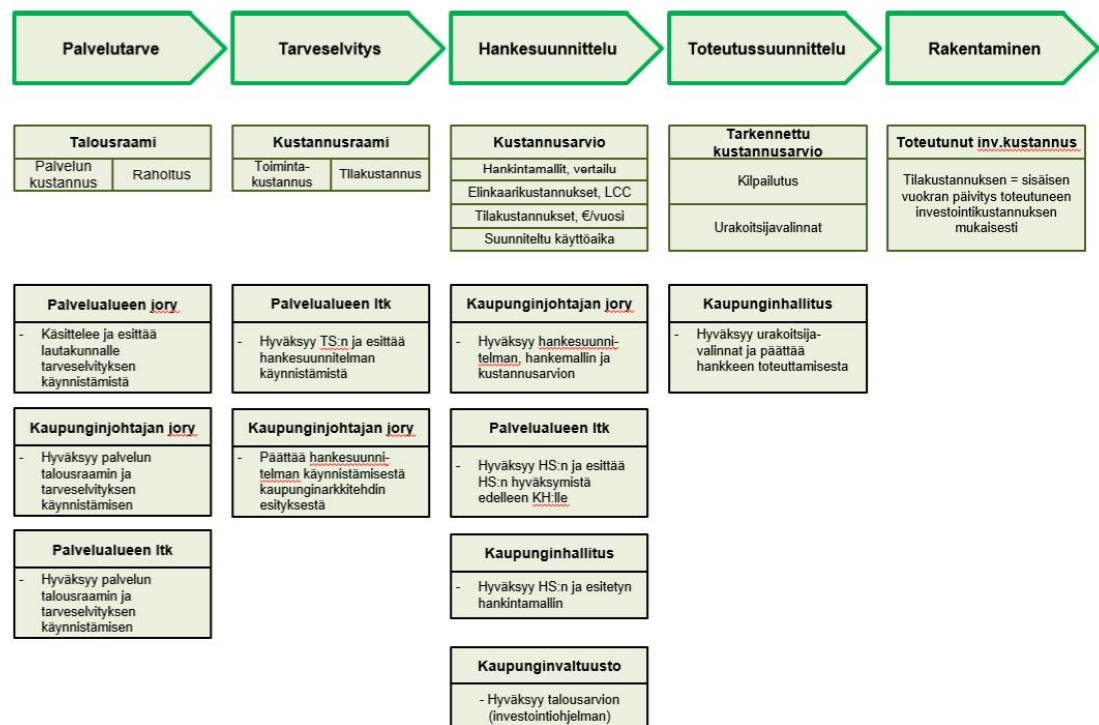 Palvelutarve
Tarveselvitys
Hankesuunnittelu
Toteutussuunnittelu
Rakentaminen
Talousraami
Palvelun
kustannus
Rahoitus
Kustannusraami
Toiminta-
kustannus
Tilakustannus
Kustannusarvio
Hankintamallit, vertailu
Elinkaarikustannukset, LCC
Tilakustannukset, €/vuosi
Suunniteltu käyttöaika
Tarkennettu
kustannusarvio
Kilpailutus
Urakoitsijavalinnat
Toteutunut inv.kustannus
Tilakustannuksen = sisäisen
vuokran päivitys toteutuneen
investointikustannuksen
mukaisesti
Palvelualueen jory
- Käsittelee ja esittää
lautakunnalle
tarveselvityksen
käynnistämistä
Palvelualueen ltk
- Hyväksyy TS:n ja esittää
hankesuunnitelman
käynnistämistä
Kaupunginjohtajan jory
- Hyväksyy hankesuunni-
telman, hankemallin ja
kustannusarvion
Kaupunginhallitus
- Hyväksyy urakoitsija-
valinnat ja päättää
hankkeen toteuttamisesta
Kaupunginjohtajan jory
- Hyväksyy palvelun
talousraamin ja
tarveselvityksen
käynnistämisen
Kaupunginjohtajan jory
- Päättää hankesuunni-
telman käynnistämisestä
kaupunginarkkitehdin
esityksestä
Palvelualueen ltk
- Hyväksyy HS:n ja esittää
HS:n hyväksymistä
edelleen KH:lle
Palvelualueen ltk
- Hyväksyy palvelun
talousraamin ja
tarveselvityksen
käynnistämisen
Kaupunginhallitus
- Hyväksyy HS:n ja esitetyn
hankintamallin
Kaupunginvaltuusto
- Hyväksyy talousarvion
(investointiohjelman)